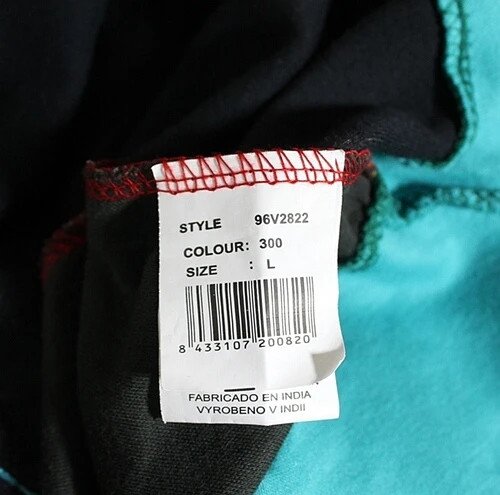 STYLE 96V2822
COLOUR: 300
SIZE : L
8 433107 200820
FABRICADO EN INDIA
VYROBENO V INDII